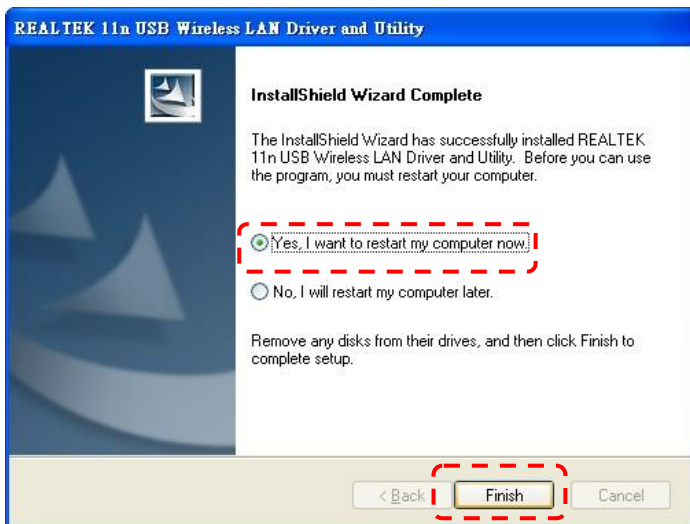 REALTEK 11n USB Wireless LAN Driver and Utility
InstallShield Wizard Complete
The InstallShield Wizard has successfully installed REALTEK
11n USB Wireless LAN Driver and Utility. Before you can use
the program, you must restart your computer.
Yes, I want to restart my computer now.
No, I will restart my computer later.
Remove any disks from their drives, and then click Finish to
complete setup.
< Back Finish Cancel